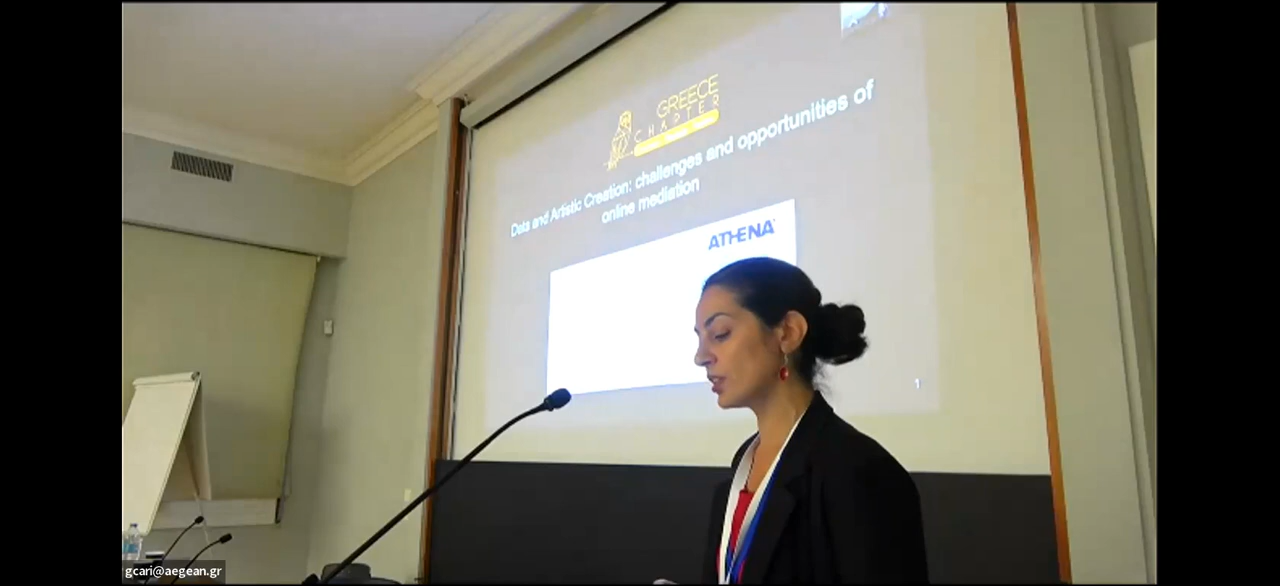 GREECE
CHAPTER
Data and Artistic Creation: challenges and opportunities of
online mediation
ATHENA
1
gcari@aegean.gr